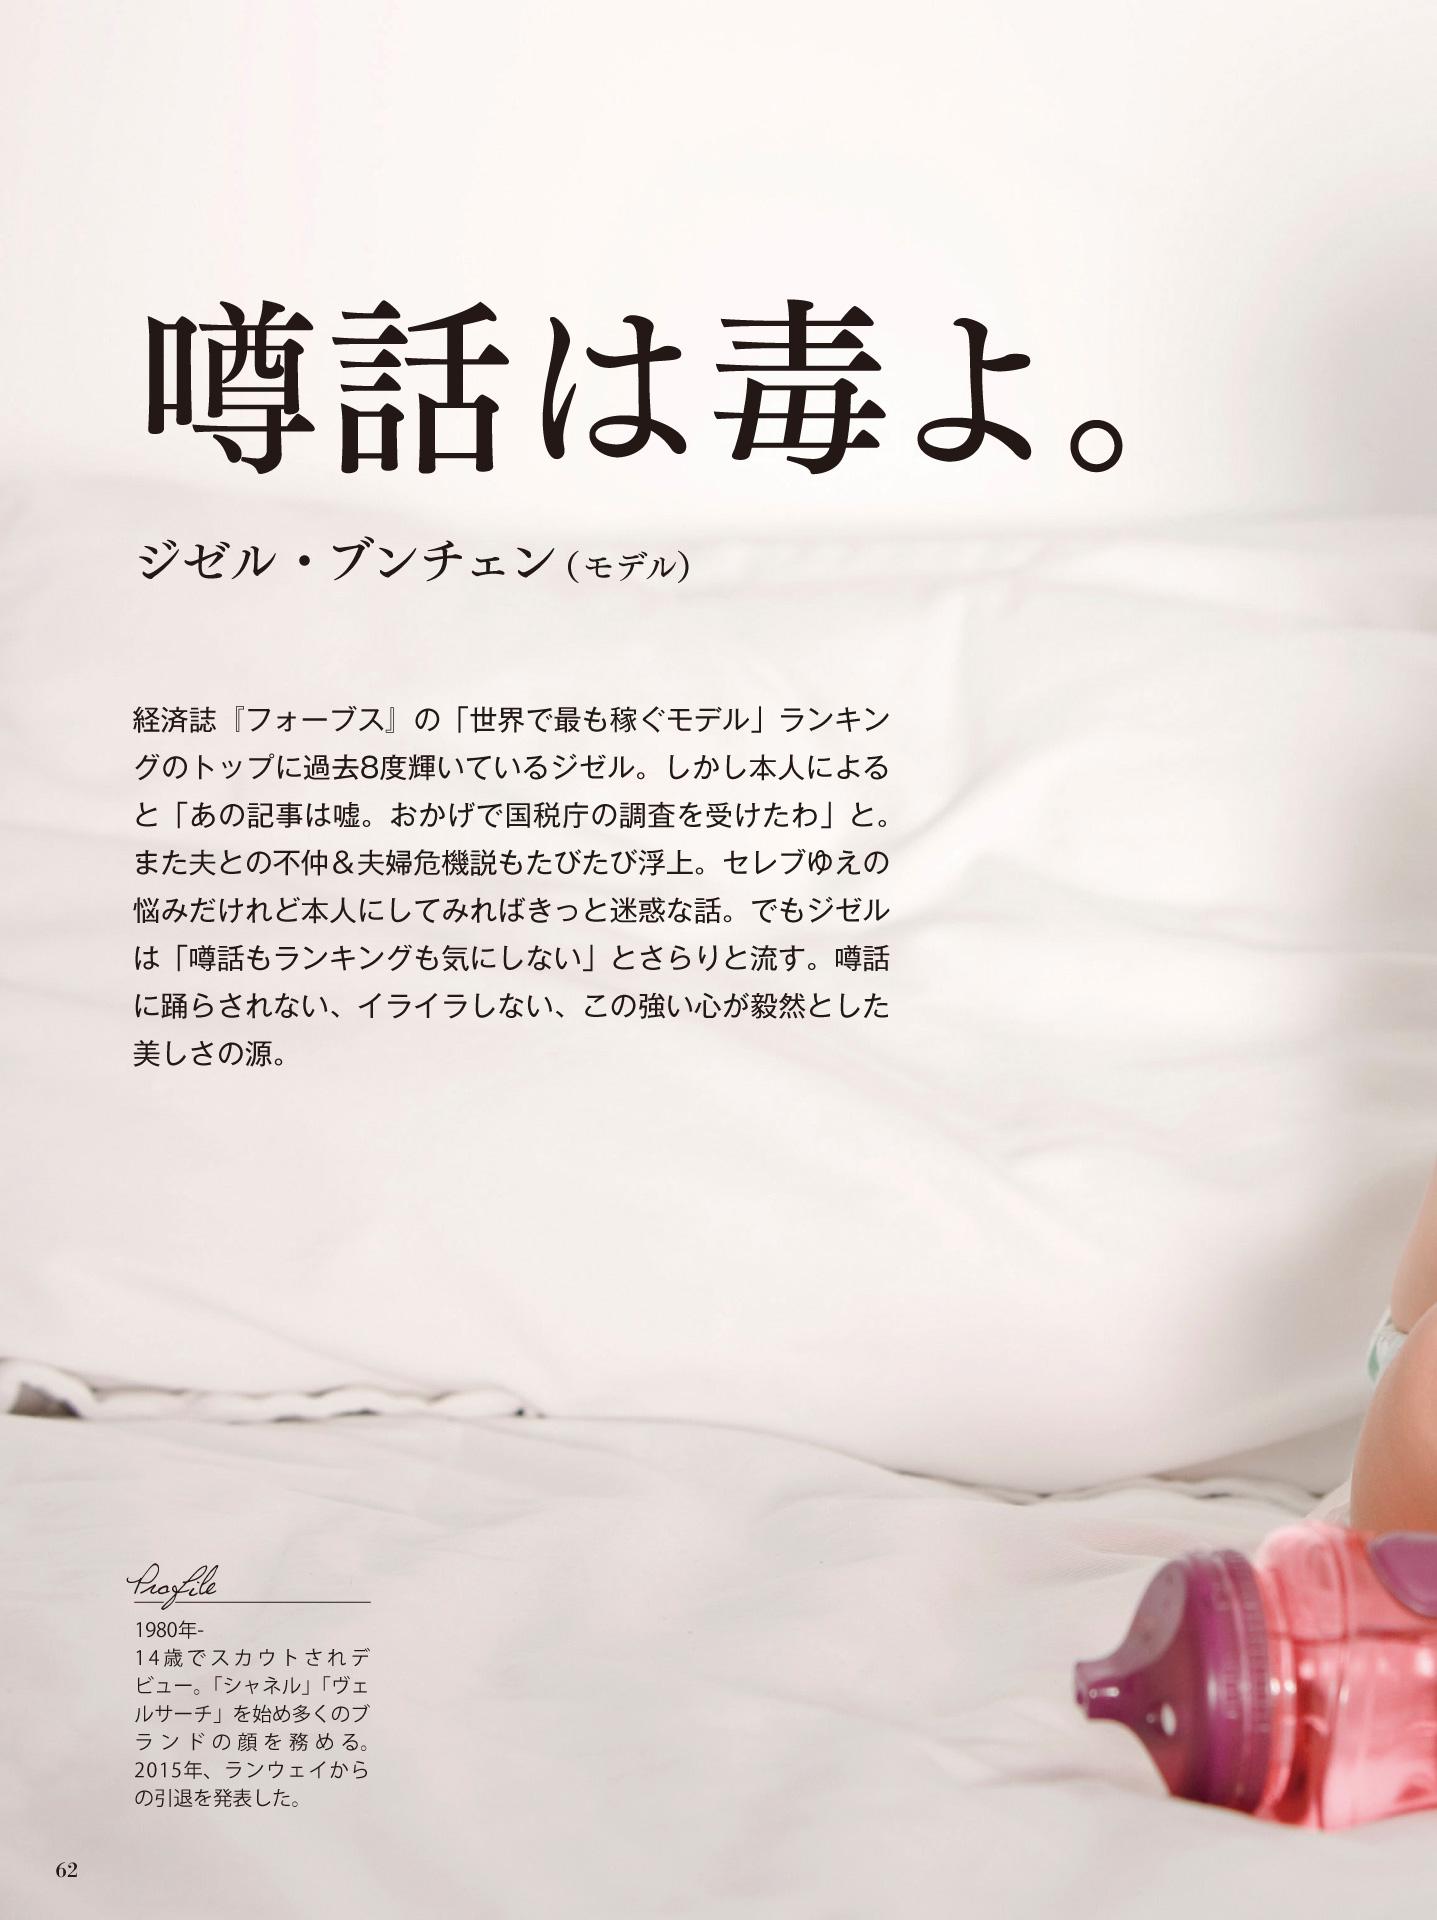 噂話は毒よ。
ジゼル・ブンチェン(モデル)
経済誌『フォーブス』の「世界で最も稼ぐモデル」ランキン
グのトップに過去8度輝いているジゼル。しかし本人による
と「あの記事は嘘。おかげで国税庁の調査を受けたわ」と。
また夫との不仲&夫婦危機説もたびたび浮上。セレブゆえの
悩みだけれど本人にしてみればきっと迷惑な話。でもジゼル
は「噂話もランキングも気にしない」とさらりと流す。噂話
に踊らされない、イライラしない、この強い心が毅然とした
美しさの源。
Profile
1980年-
14歳でスカウトされデ
ビュー。「シャネル」「ヴェ
ルサーチ」を始め多くのブ
ランドの顔を務める。
2015年、ランウェイから
の引退を発表した。
62